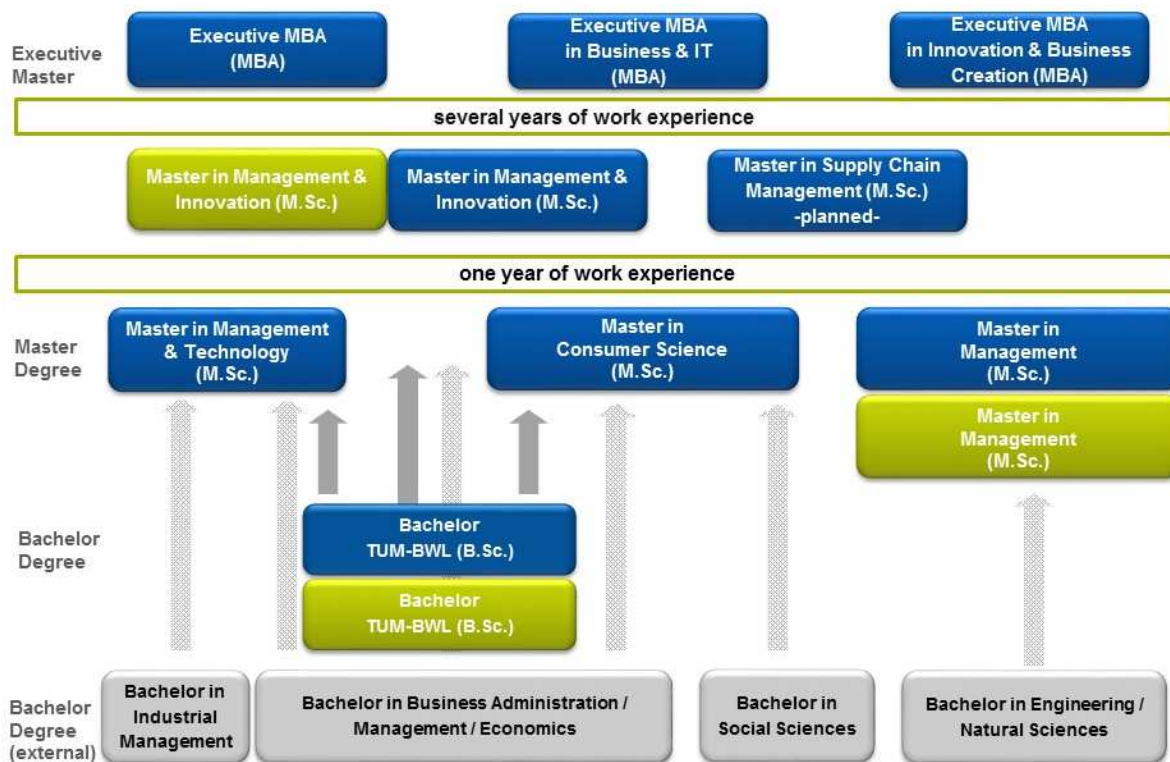 Executive
Master
Executive MBA
(MBA)
Executive MBA
in Business & IT
(MBA)
Executive MBA
in Innovation & Business
Creation (MBA)
several years of work experience
Master in Management &
Innovation (M.Sc.)
Master in Management &
Innovation (M.Sc.)
Master in Supply Chain
Management (M.Sc.)
-planned-
one year of work experience
Master
Degree
Master in Management
& Technology
(M.Sc.)
Master in
Consumer Science
(M.Sc.)
Master in
Management
(M.Sc.)
Master in
Management
(M.Sc.)
Bachelor
Degree
Bachelor
TUM-BWL (B.Sc.)
Bachelor
TUM-BWL (B.Sc.)
Bachelor
Degree
(external)
Bachelor in
Industrial
Management
Bachelor in Business Administration /
Management / Economics
Bachelor in
Social Sciences
Bachelor in Engineering /
Natural Sciences